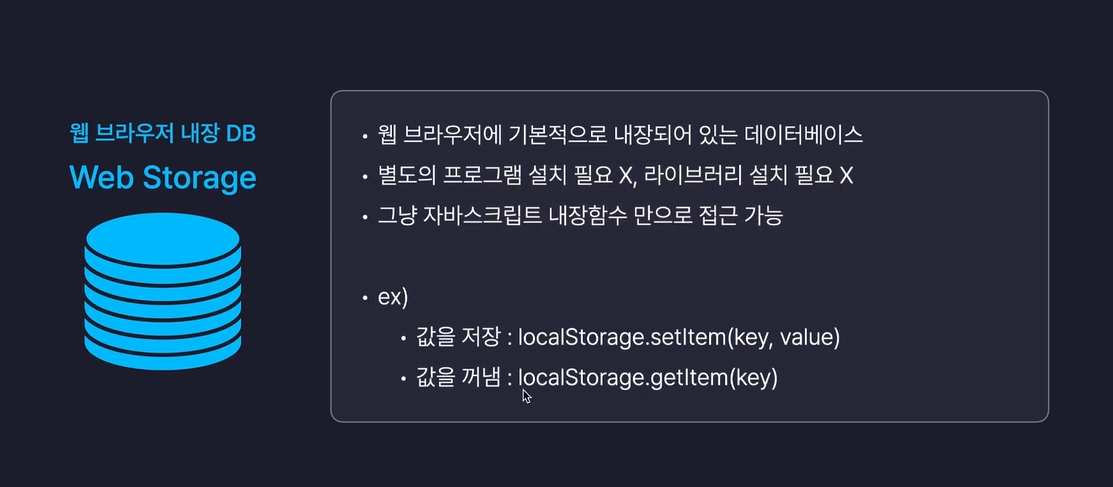 웹 브라우저 내장 DB
Web Storage
• 웹 브라우저에 기본적으로 내장되어 있는 데이터베이스
• 별도의 프로그램 설치 필요 X, 라이브러리 설치 필요 X
• 그냥 자바스크립트 내장함수 만으로 접근 가능
• ex)
• 값을 저장 : localStorage.setItem(key, value)
• 값을 꺼냄 : localStorage.getItem(key)